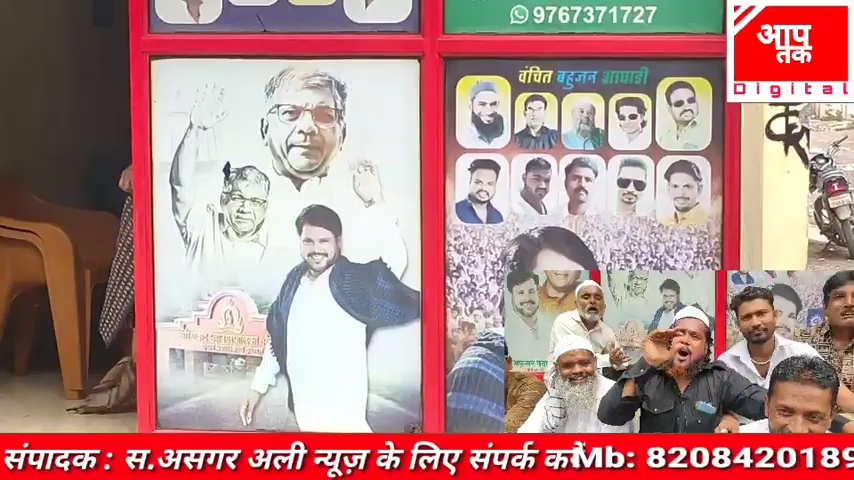 9767371727
आप
तक
Digital
वंचित बहुजन आघाडी
संपादक : स.असगर अली न्यूज़ के लिए संपर्क करें Mb: 8208420189